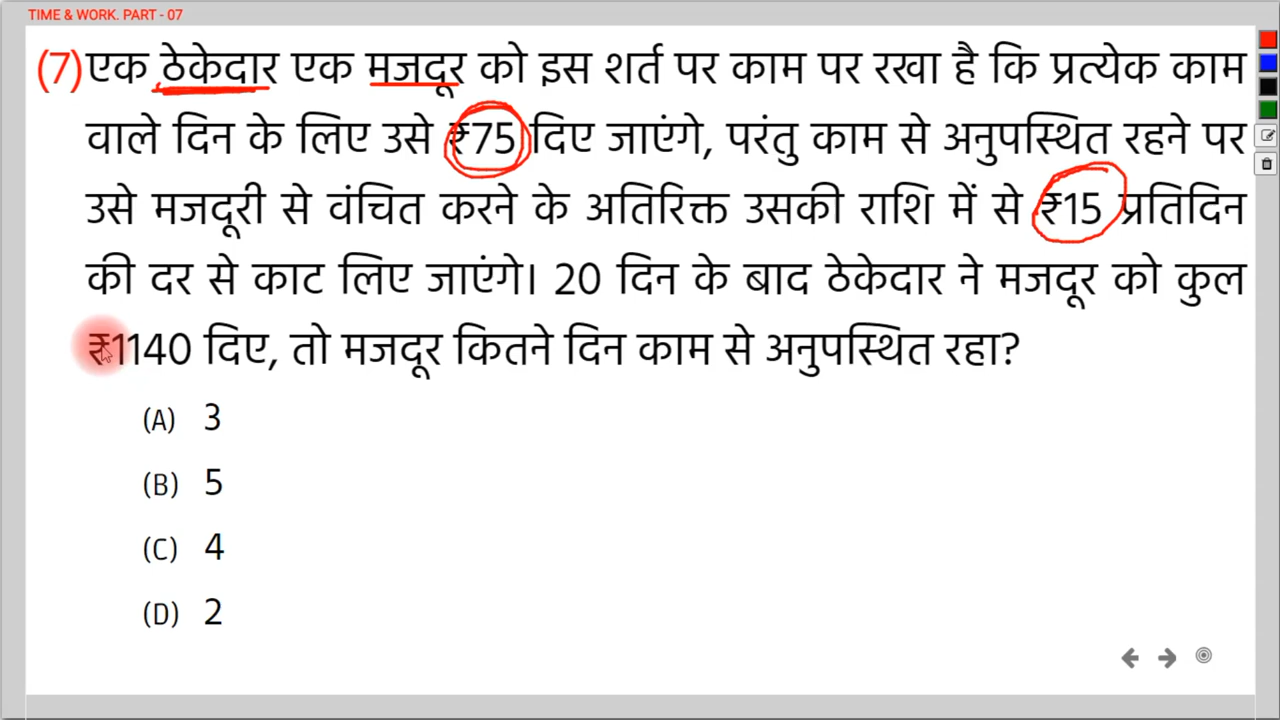 TIME & WORK. PART - 07
(7) एक ठेकेदार एक मजदूर को इस शर्त पर काम पर रखा है कि प्रत्येक काम
वाले दिन के लिए उसे ₹75 दिए जाएंगे, परंतु काम से अनुपस्थित रहने पर
उसे मजदूरी से वंचित करने के अतिरिक्त उसकी राशि में से ₹15 प्रतिदिन
की दर से काट लिए जाएंगे। 20 दिन के बाद ठेकेदार ने मजदूर को कुल
₹1140 दिए, तो मजदूर कितने दिन काम से अनुपस्थित रहा?
(A) 3
(B) 5
(C) 4
(D) 2